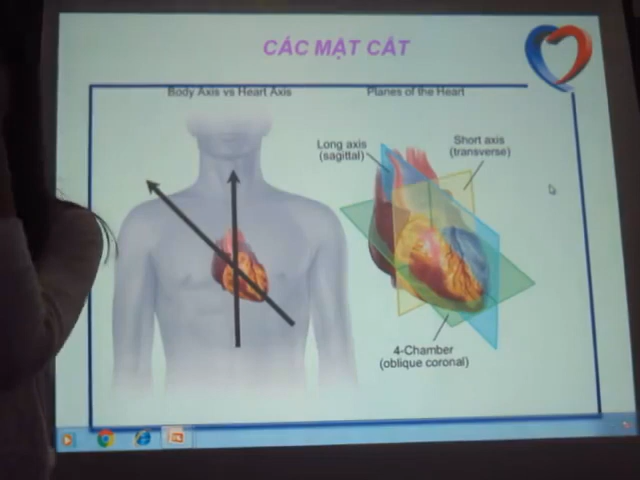 CÁC MẶT CẮT
Body Axis vs Heart Axis
Planes of the Heart
Long axis
(sagittal)
Short axis
(transverse)
4-Chamber
(oblique coronal)